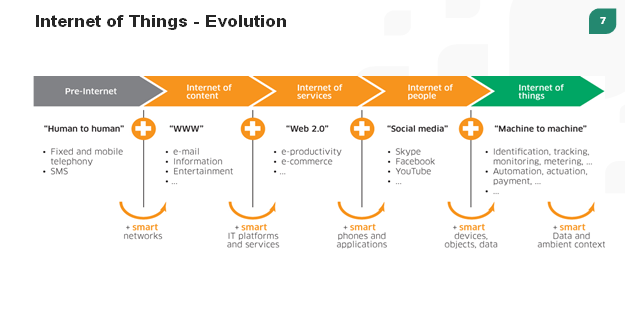 Internet of Things - Evolution
7
Pre-Internet
Internet of
content
Internet of
services
Internet of
people
Internet of
things
"Human to human"
"WWW"
"Web 2.0"
"Social media"
"Machine to machine"
• Fixed and mobile
telephony
• SMS
• e-mail
• Information
• Entertainment
• ...
• e-productivity
• e-commerce
• ...
• Skype
• Facebook
• YouTube
• ...
• Identification, tracking,
monitoring, metering, ...
• Automation, actuation,
payment, ...
• ...
+ smart
networks
+ smart
IT platforms
and services
+ smart
phones and
applications
+ smart
devices,
objects, data
+ smart
Data and
ambient context